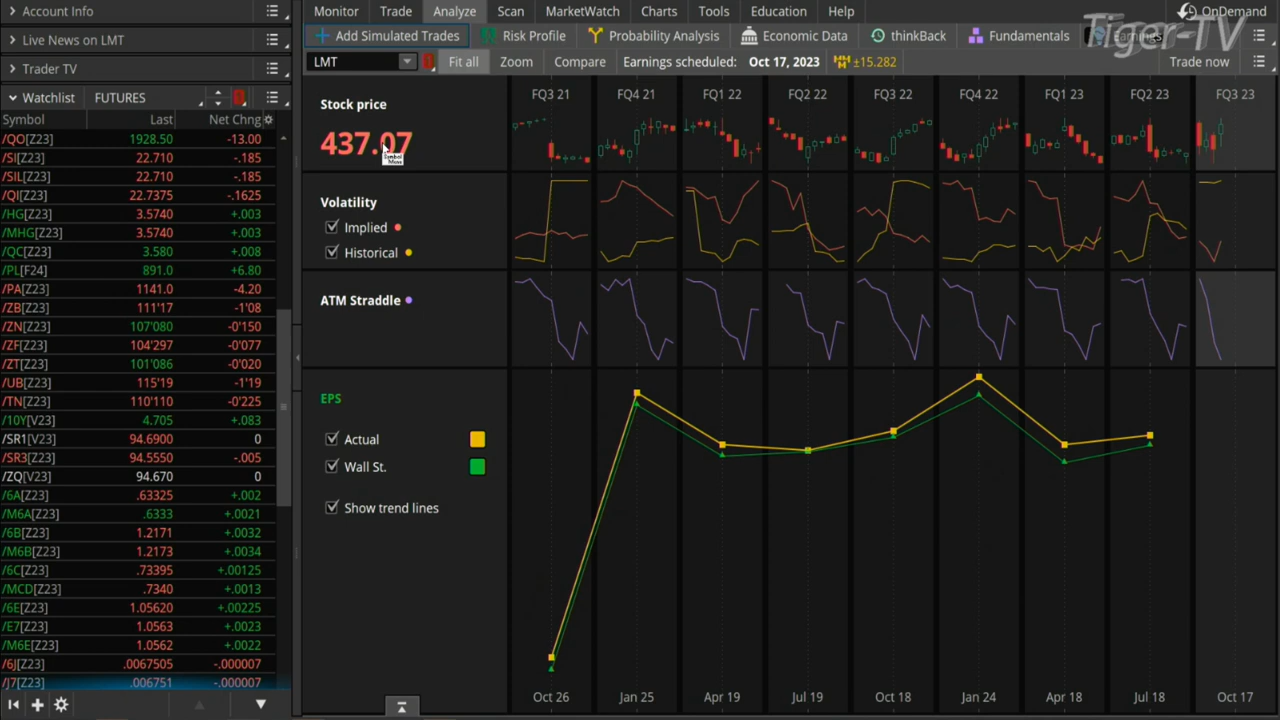 Account Info
Live News on LMT
Trader TV
Watchlist FUTURES
Symbol Last Net Chng
/QO[Z23] 1928.50 -13.00
/SI[Z23] 22.710 -.185
/SIL[Z23] 22.710 -.185
/QI[Z23] 22.7375 -.1625
/HG[Z23] 3.5740 +.003
/MHG[Z23] 3.5740 +.003
/QC[Z23] 3.580 +.008
/PL[F24] 891.0 +6.80
/PA[Z23] 1141.0 -4.20
/ZB[Z23] 111'17 -1'08
/ZN[Z23] 107'080 -0'150
/ZF[Z23] 104'297 -0'077
/ZT[Z23] 101'086 -0'020
/UB[Z23] 115'19 -1'19
/TN[Z23] 110'110 -0'225
/10Y[V23] 4.705 +.083
/SR1[V23] 94.6900 0
/SR3[Z23] 94.5550 -.005
/ZQ[V23] 94.670 0
/6A[Z23] .63325 +.002
/M6A[Z23] .6333 +.0021
/6B[Z23] 1.2171 +.0032
/M6B[Z23] 1.2173 +.0034
/6C[Z23] .73395 +.00125
/MCD[Z23] .7340 +.0013
/6E[Z23] 1.05620 +.00225
/E7[Z23] 1.0563 +.0023
/M6E[Z23] 1.0562 +.0022
/6J[Z23] .0067505 -.000007
/J7[Z23] .006751 -.000007
Monitor Trade Analyze Scan MarketWatch Charts Tools Education Help OnDemand
Tiger-TV
Add Simulated Trades Risk Profile Probability Analysis Economic Data thinkBack Fundamentals Earnings
LMT Fit all Zoom Compare Earnings scheduled: Oct 17, 2023 ±15.282 Trade now
FQ3 21 FQ4 21 FQ1 22 FQ2 22 FQ3 22 FQ4 22 FQ1 23 FQ2 23 FQ3 23
Stock price
437.07
Volatility
Implied
Historical
ATM Straddle
EPS
Actual
Wall St.
Show trend lines
Oct 26 Jan 25 Apr 19 Jul 19 Oct 18 Jan 24 Apr 18 Jul 18 Oct 17